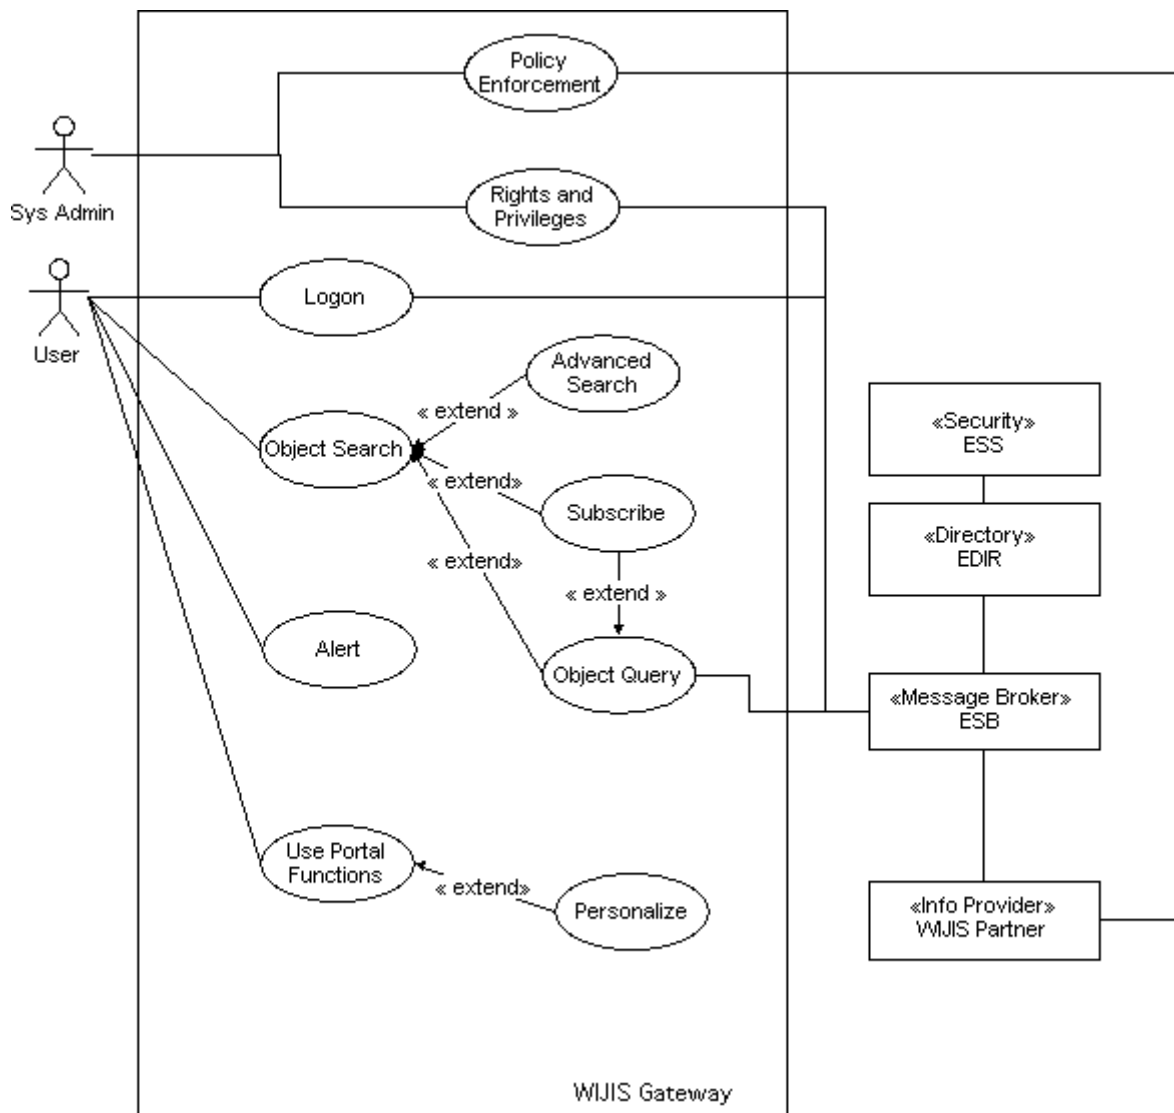 Policy
Enforcement
Sys Admin
Rights and
Privileges
User
Logon
Advanced
Search
« extend »
Object Search
« extend»
Subscribe
« extend»
« extend »
Alert
Object Query
Use Portal
Functions
« extend»
Personalize
«Security»
ESS
«Directory»
EDIR
«Message Broker»
ESB
«Info Provider»
WIJIS Partner
WIJIS Gateway